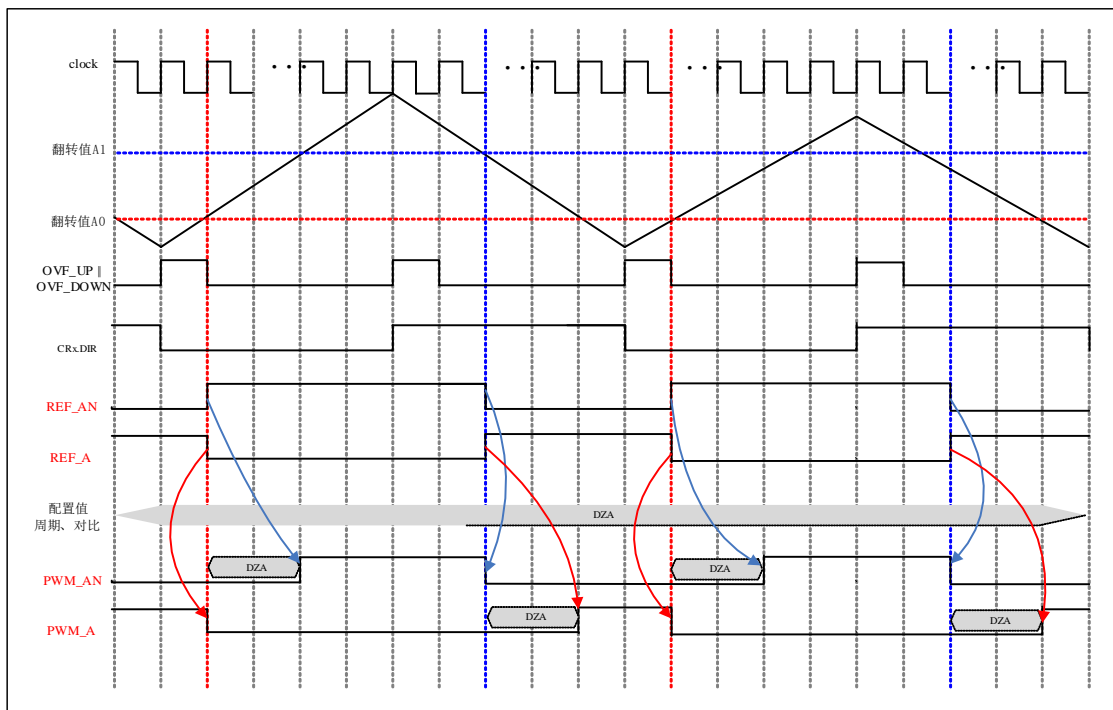 clock
翻转值A1
翻转值A0
OVF_UP ||
OVF_DOWN
CRx.DIR
REF_AN
REF_A
配置值
周期、对比
DZA
PWM_AN
DZA
DZA
PWM_A
DZA
DZA